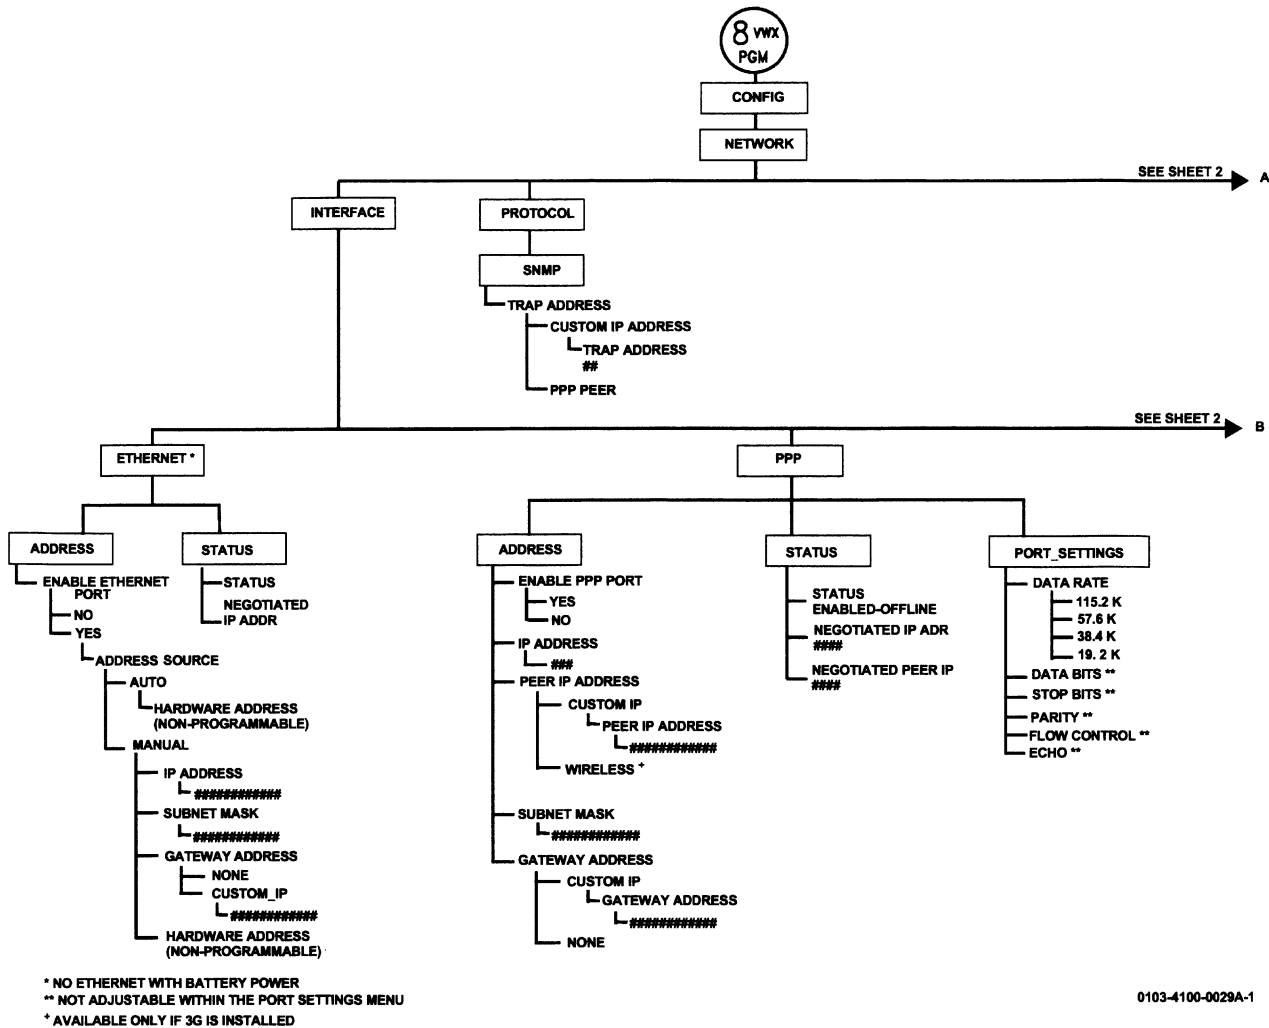 8 VWX
PGM
CONFIG
NETWORK
SEE SHEET 2
A
INTERFACE
PROTOCOL
SNMP
TRAP ADDRESS
CUSTOM IP ADDRESS
TRAP ADDRESS
##
PPP PEER
SEE SHEET 2
B
ETHERNET *
PPP
ADDRESS
STATUS
ENABLE ETHERNET
PORT
NO
YES
ADDRESS SOURCE
AUTO
HARDWARE ADDRESS
(NON-PROGRAMMABLE)
MANUAL
IP ADDRESS
############
SUBNET MASK
############
GATEWAY ADDRESS
NONE
CUSTOM_IP
############
HARDWARE ADDRESS
(NON-PROGRAMMABLE)
STATUS
NEGOTIATED
IP ADDR
ADDRESS
STATUS
PORT_SETTINGS
ENABLE PPP PORT
YES
NO
IP ADDRESS
###
PEER IP ADDRESS
CUSTOM IP
PEER IP ADDRESS
############
WIRELESS +
SUBNET MASK
############
GATEWAY ADDRESS
CUSTOM IP
GATEWAY ADDRESS
############
NONE
STATUS
ENABLED-OFFLINE
NEGOTIATED IP ADR
####
NEGOTIATED PEER IP
####
DATA RATE
115.2 K
57.6 K
38.4 K
19. 2 K
DATA BITS **
STOP BITS **
PARITY **
FLOW CONTROL **
ECHO **
* NO ETHERNET WITH BATTERY POWER
** NOT ADJUSTABLE WITHIN THE PORT SETTINGS MENU
+ AVAILABLE ONLY IF 3G IS INSTALLED
0103-4100-0029A-1